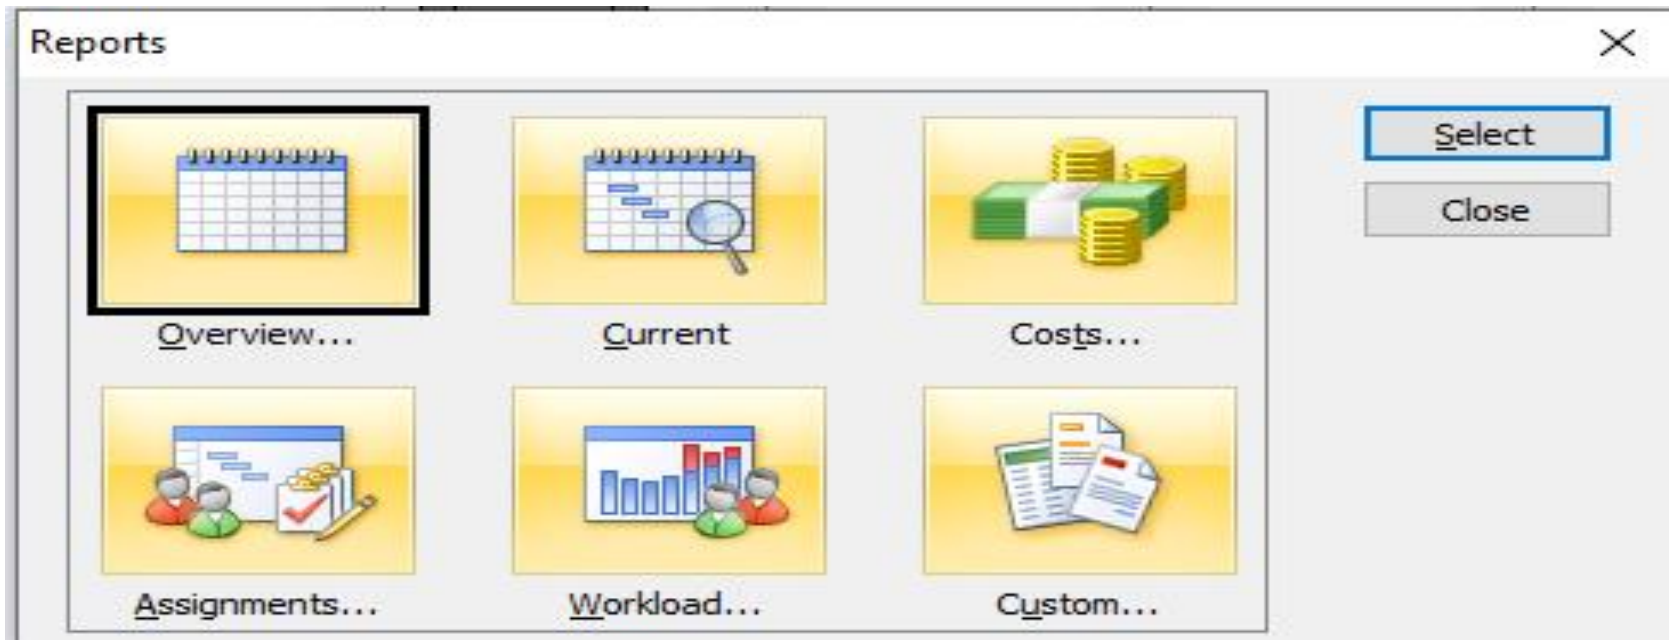 Reports
Select
Close
Overview...
Current
Costs...
Assignments...
Workload...
Custom...